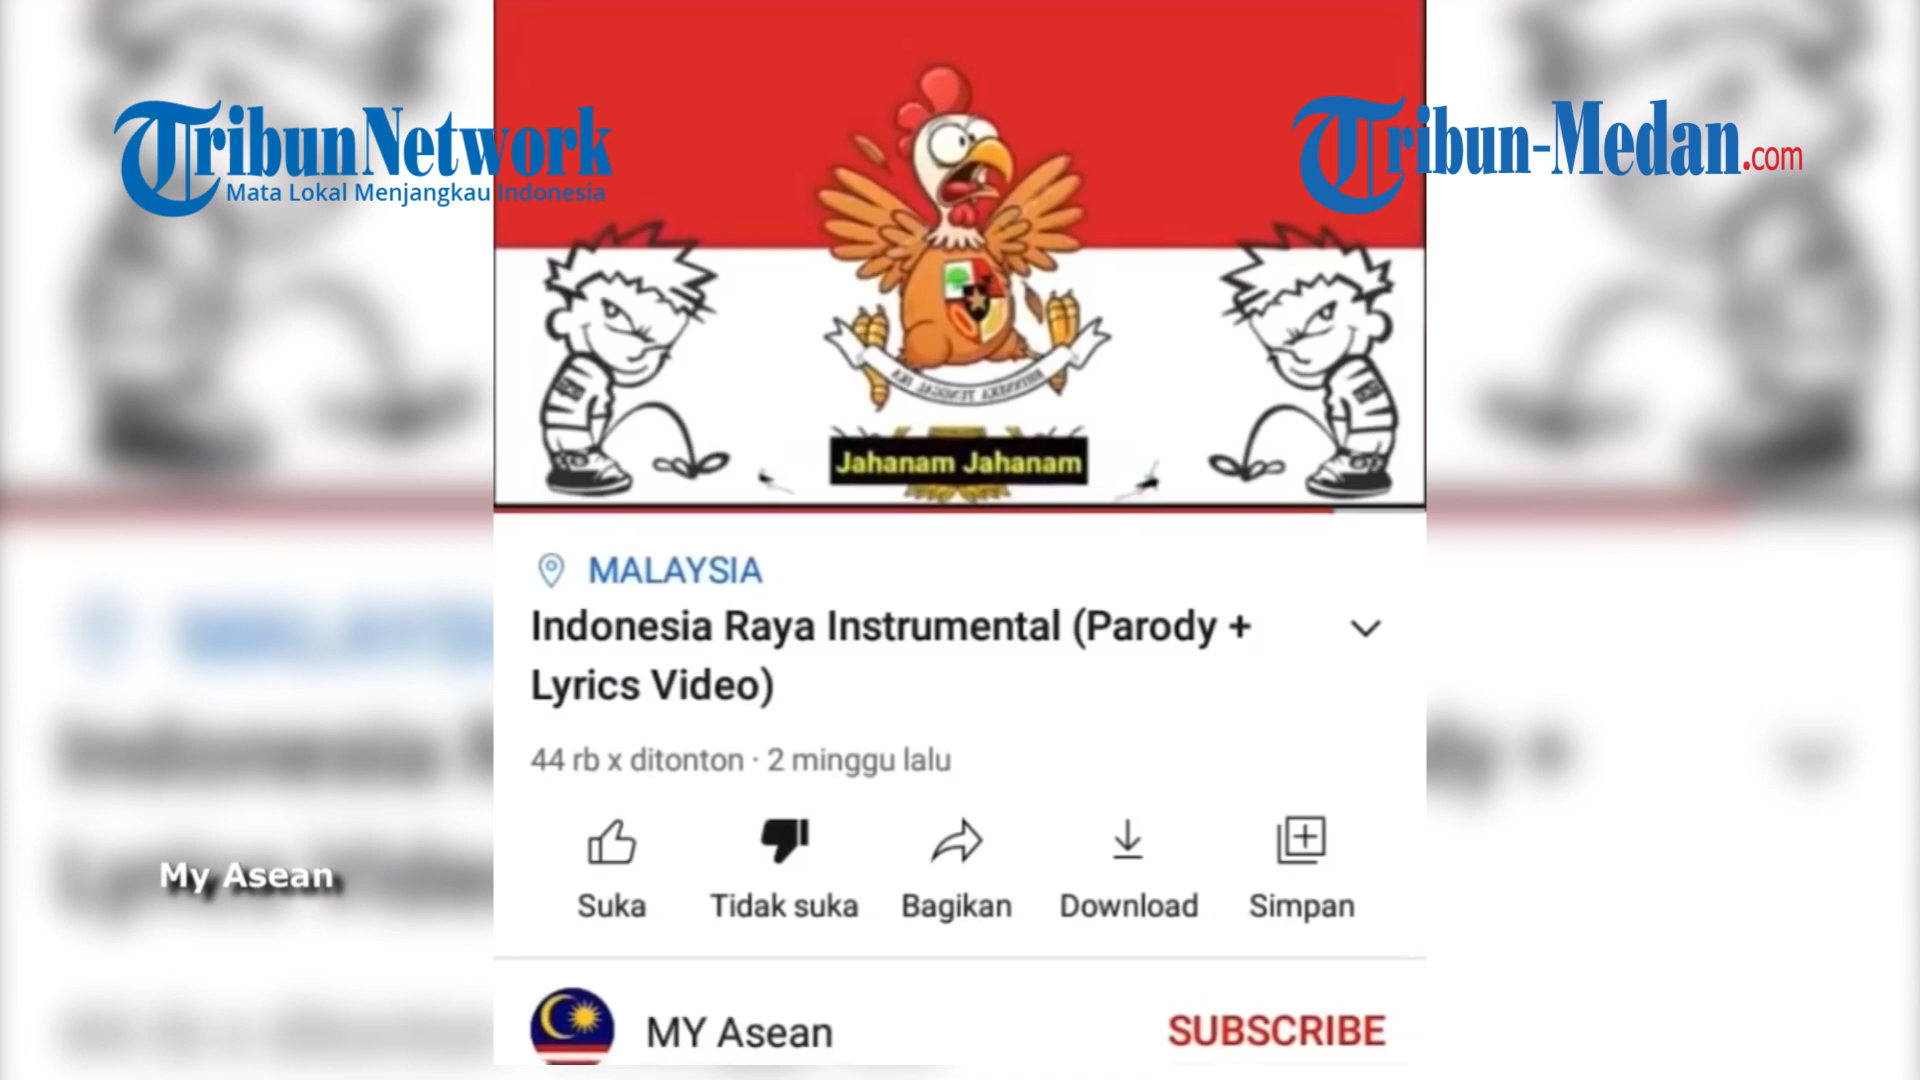 TribunNetwork
Mata Lokal Menjangkau Indonesia
Tribun-Medan.com
Jahanam Jahanam
MALAYSIA
Indonesia Raya Instrumental (Parody +
Lyrics Video)
44 rb x ditonton · 2 minggu lalu
My Asean
Suka
Tidak suka
Bagikan
Download
Simpan
MY Asean
SUBSCRIBE